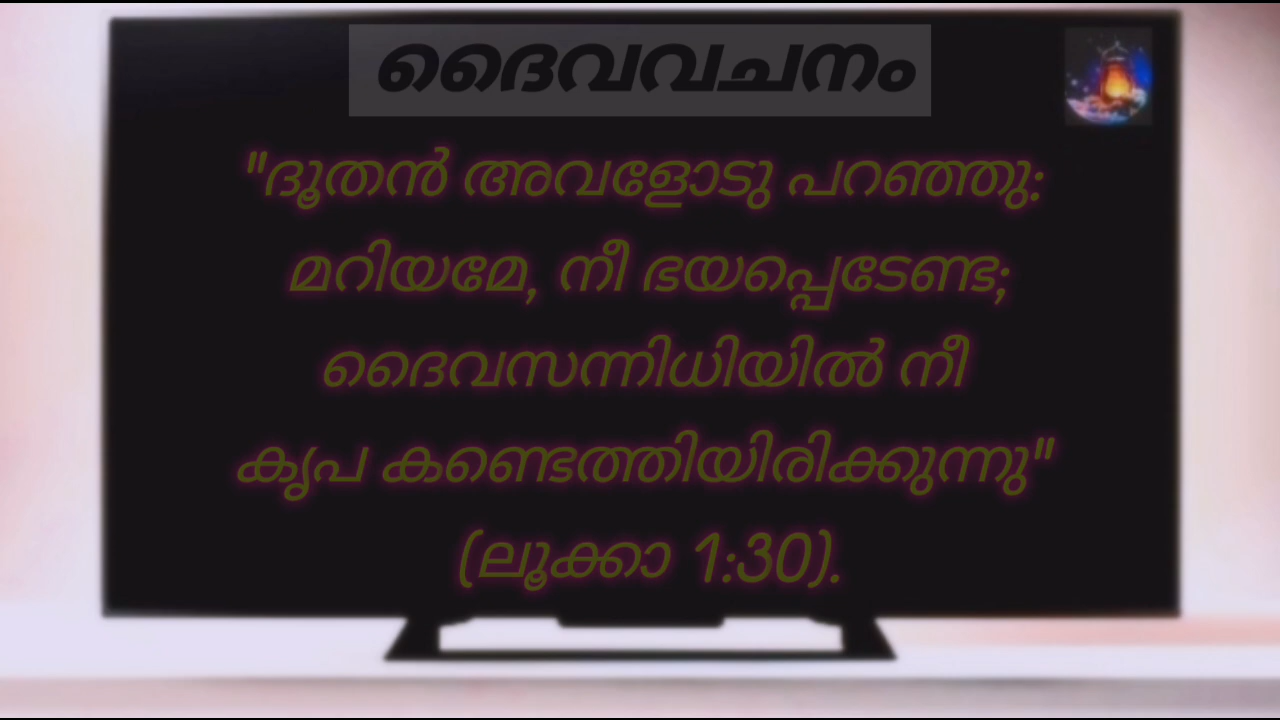 ദൈവവചനം
"ദൂതൻ അവളോടു പറഞ്ഞു:
മറിയമേ, നീ ഭയപ്പെടേണ്ട;
ദൈവസന്നിധിയിൽ നീ
കൃപ കണ്ടെത്തിയിരിക്കുന്നു"
(ലൂക്കാ 1:30).